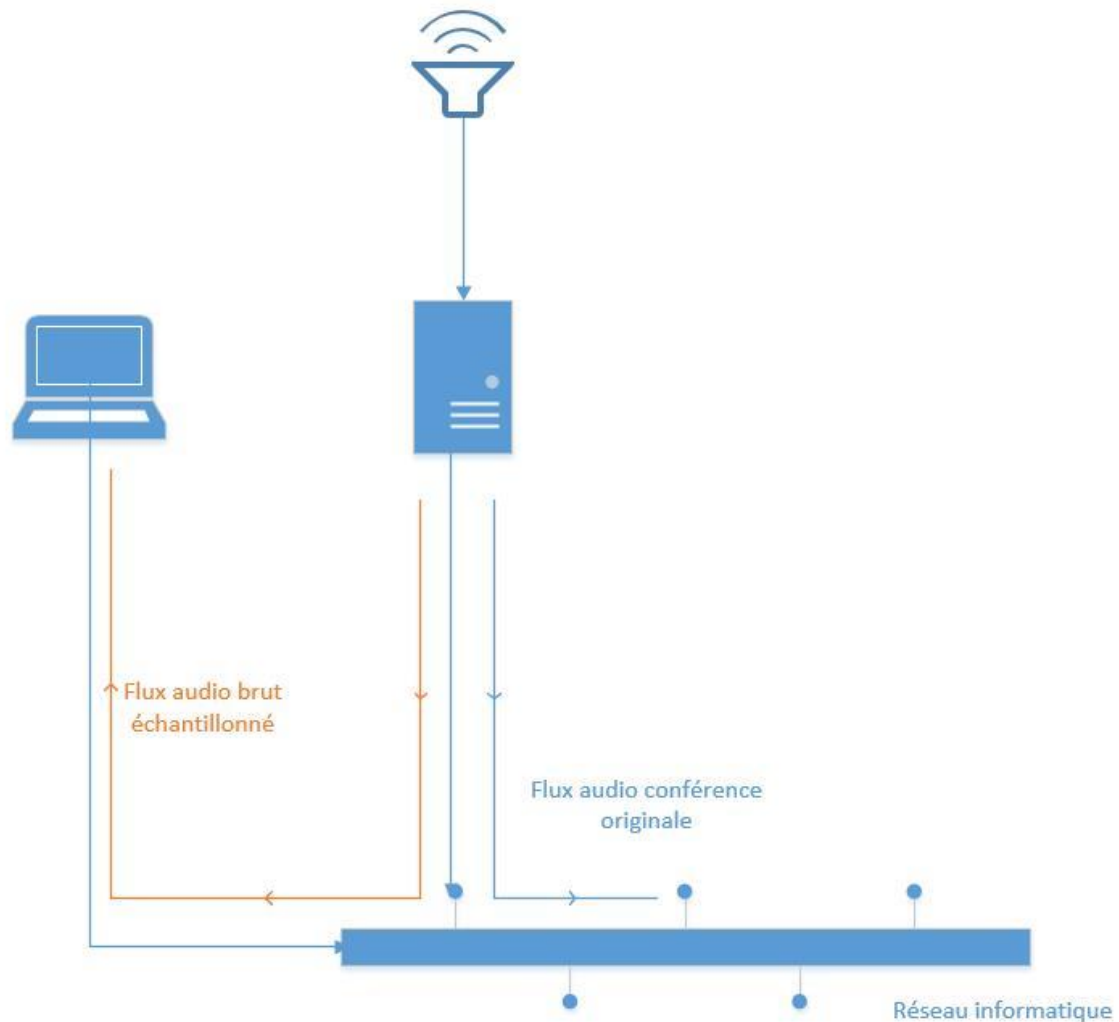 Flux audio brut
échantillonné
Flux audio conférence
originale
Réseau informatique